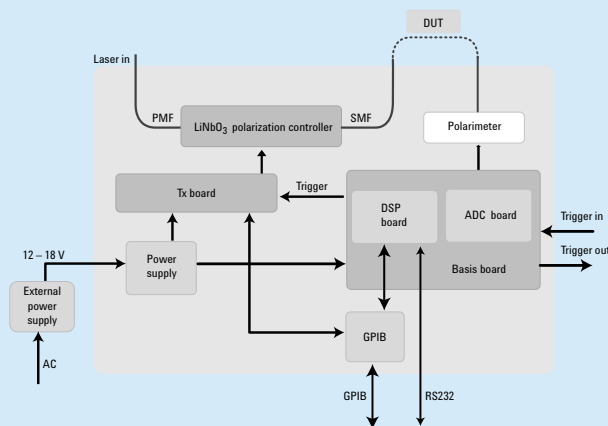 DUT
Laser in
PMF
LiNbO3 polarization controller
SMF
Polarimeter
Tx board
Trigger
DSP
board
ADC board
Trigger in
12 – 18 V
Power
supply
Basis board
Trigger out
External
power
supply
GPIB
AC
GPIB
RS232